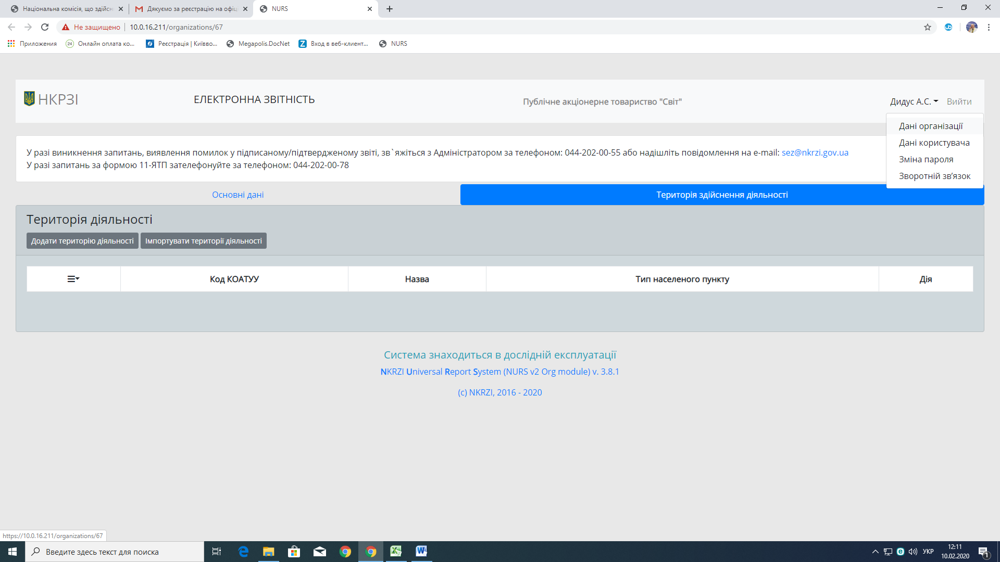 Національна комісія, що здійсн
Дякуємо за реєстрацію на офіці
NURS
Не защищено
10.0.16.211/organizations/67
Приложения
24
Онлайн оплата ко...
Реєстрація | Київво...
Megapolis.DocNet
Z
Вход в веб-клиент...
NURS
НКРЗІ
ЕЛЕКТРОННА ЗВІТНІСТЬ
Публічне акціонерне товариство "Світ"
Дидус А.С.
Вийти
Дані організації
Дані користувача
Зміна пароля
Зворотній зв’язок
У разі виникнення запитань, виявлення помилок у підписаному/підтвердженому звіті, зв`яжіться з Адміністратором за телефоном: 044-202-00-55 або надішліть повідомлення на e-mail: sez@nkrzi.gov.ua
У разі запитань за формою 11-ЯТП зателефонуйте за телефоном: 044-202-00-78
Основні дані
Територія здійснення діяльності
Територія діяльності
Додати територію діяльності
Імпортувати території діяльності
Код КОАТУУ
Назва
Тип населеного пункту
Дія
Система знаходиться в дослідній експлуатації
NKRZI Universal Report System (NURS v2 Org module) v. 3.8.1
(c) NKRZI, 2016 - 2020
https://10.0.16.211/organizations/67
Введите здесь текст для поиска
УКР
12:11
10.02.2020
1